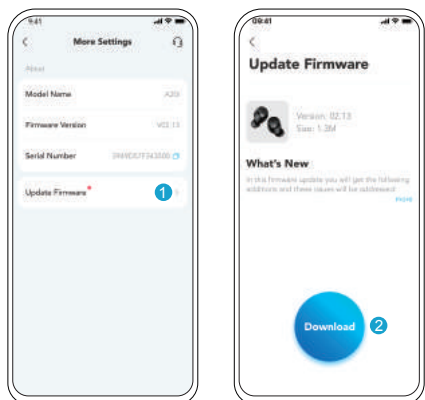 9:41
More Settings
About
Model Name
Firmware Version
V02.13
Serial Number
Update Firmware*
1
09:41
Update Firmware
Version: 02.13
Size: 1.3M
What's New
In this firmware update you will get the following
additions and these issues will be addressed
more
Download
2